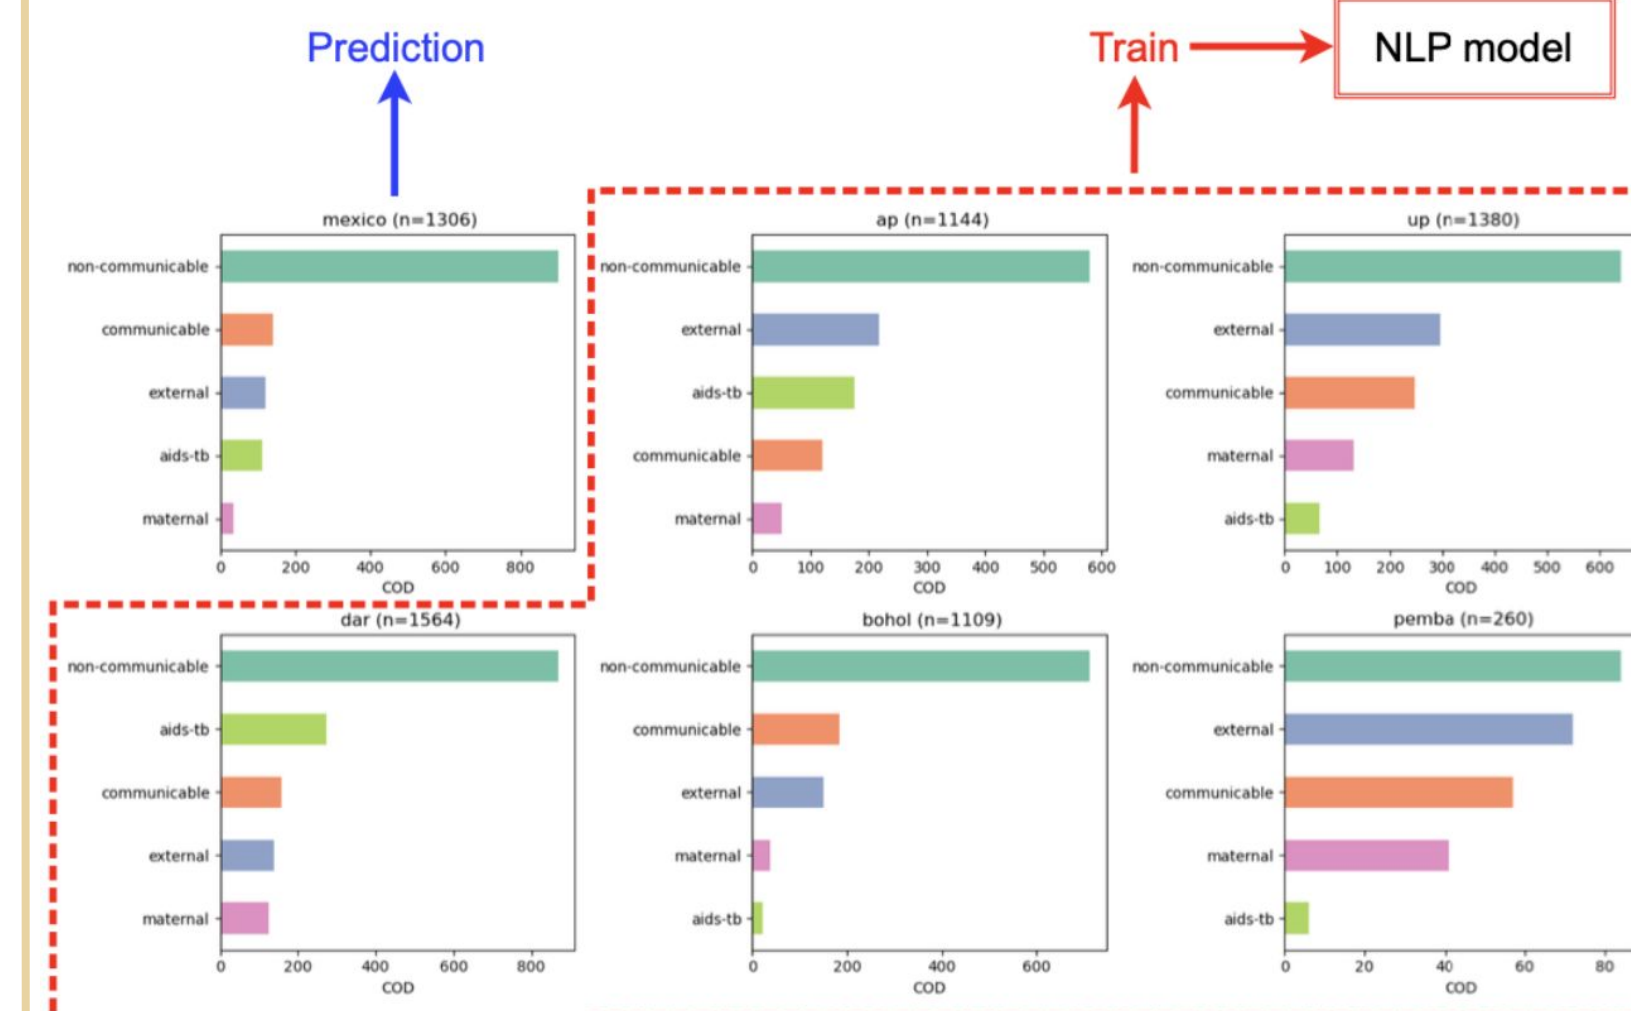 Prediction
Train
NLP model
mexico (n=1306)
non-communicable
communicable
external
aids-tb
maternal
0 200 400 600 800
COD
ap (n=1144)
non-communicable
external
aids-tb
communicable
maternal
0 100 200 300 400 500 600
COD
up (n=1380)
non-communicable
external
communicable
maternal
aids-tb
0 100 200 300 400 500 600
COD
dar (n=1564)
non-communicable
aids-tb
communicable
external
maternal
0 200 400 600 800
COD
bohol (n=1109)
non-communicable
communicable
external
maternal
aids-tb
0 200 400 600
COD
pemba (n=260)
non-communicable
external
communicable
maternal
aids-tb
0 20 40 60 80
COD